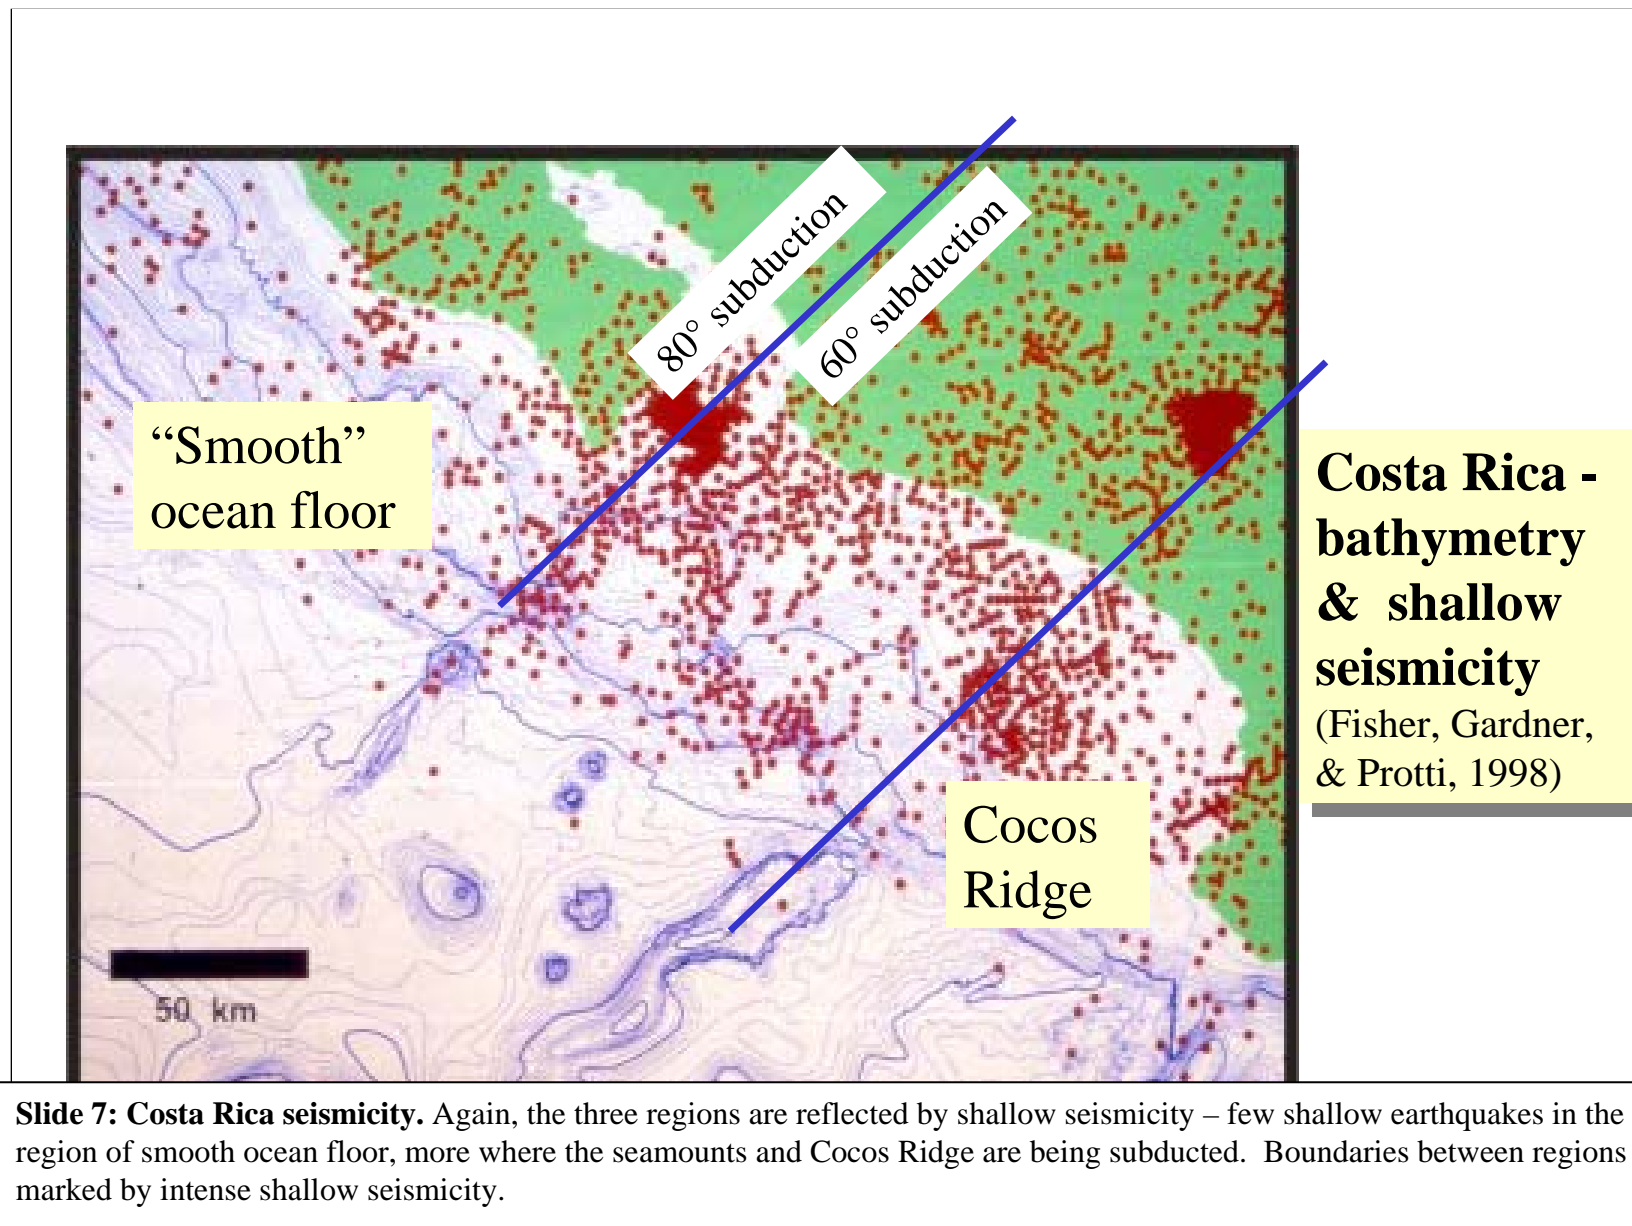 80° subduction
60° subduction
“Smooth”
ocean floor
Costa Rica -
bathymetry
& shallow
seismicity
(Fisher, Gardner,
& Protti, 1998)
Cocos
Ridge
50 km
Slide 7: Costa Rica seismicity. Again, the three regions are reflected by shallow seismicity – few shallow earthquakes in the
region of smooth ocean floor, more where the seamounts and Cocos Ridge are being subducted. Boundaries between regions
marked by intense shallow seismicity.